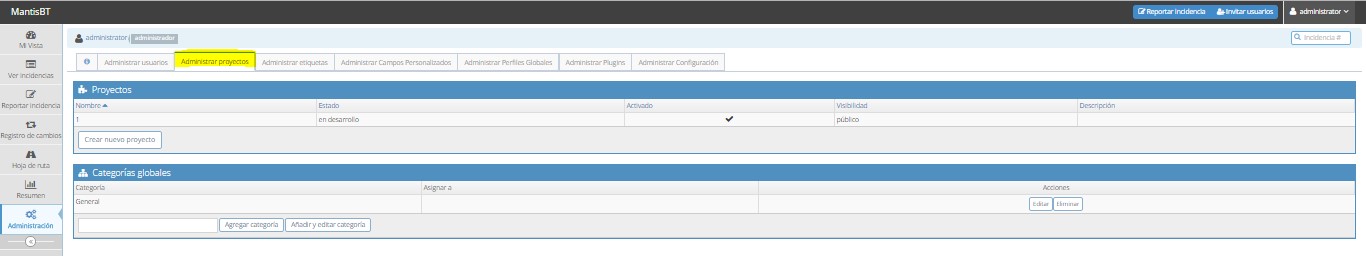 MantisBT
Reportar incidencia Invitar usuarios administrator
administrator administrador Incidencia #
Mi Vista
Ver incidencias
Reportar incidencia
Registro de cambios
Hoja de ruta
Resumen
Administración
Administrar usuarios Administrar proyectos Administrar etiquetas Administrar Campos Personalizados Administrar Perfiles Globales Administrar Plugins Administrar Configuración
Proyectos
Nombre Estado Activado Visibilidad Descripción
1 en desarrollo ✔ público
Crear nuevo proyecto
Categorías globales
Categoría Asignar a Acciones
General Editar Eliminar
Agregar categoría Añadir y editar categoría